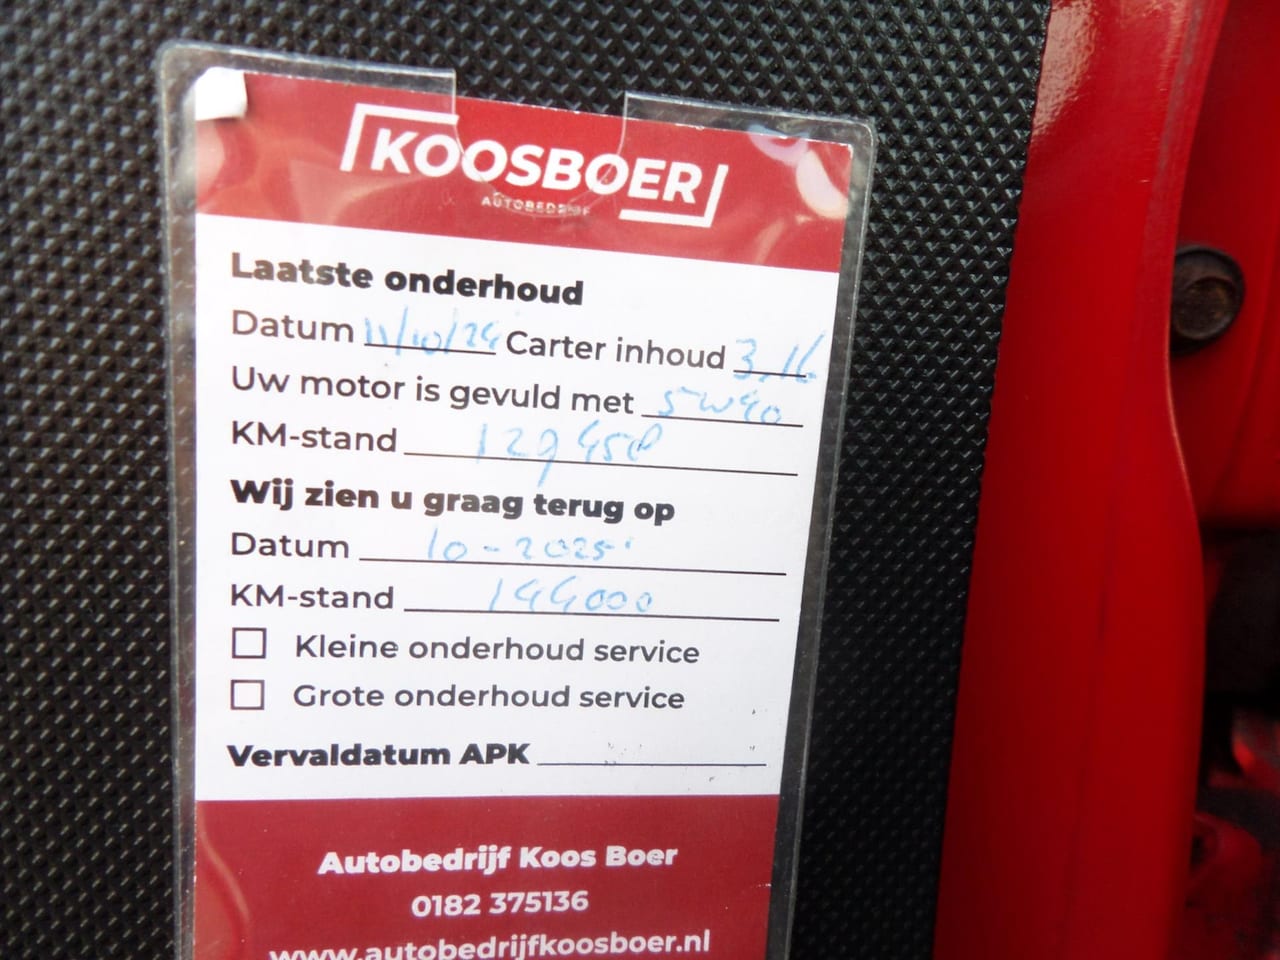 KOOSBOER
AUTOBEDRIJF
Laatste onderhoud
Datum 11/10/24 Carter inhoud 3,1L
Uw motor is gevuld met 5W40
KM-stand 129458
Wij zien u graag terug op
Datum 10-2025
KM-stand 144000
Kleine onderhoud service
Grote onderhoud service
Vervaldatum APK
Autobedrijf Koos Boer
0182 375136
www.autobedrijfkoosboer.nl